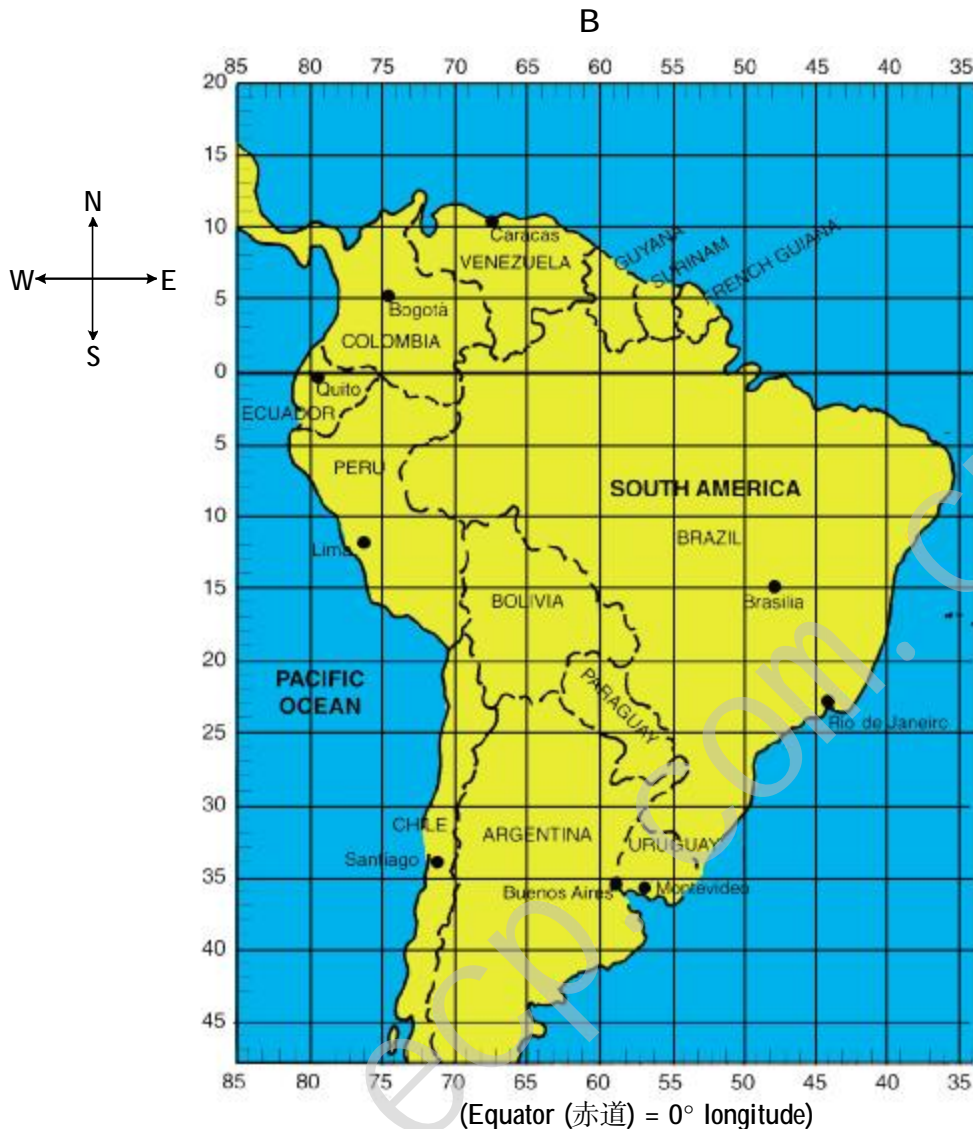 B
85 80 75 70 65 60 55 50 45 40 35
20
15
10
5
0
5
10
15
20
25
30
35
40
45
N
W E
S
Caracas
VENEZUELA
GUYANA
SURINAM
FRENCH GUIANA
Bogotà
COLOMBIA
Quito
ECUADOR
PERU
SOUTH AMERICA
BRAZIL
Lima
BOLIVIA
Brasilia
PACIFIC
OCEAN
PARAGUAY
Rio de Janeiro
CHILE
ARGENTINA
URUGUAY
Santiago
Buenos Aires
Montevideo
85 80 75 70 65 60 55 50 45 40 35
(Equator (赤道) = 0° longitude)